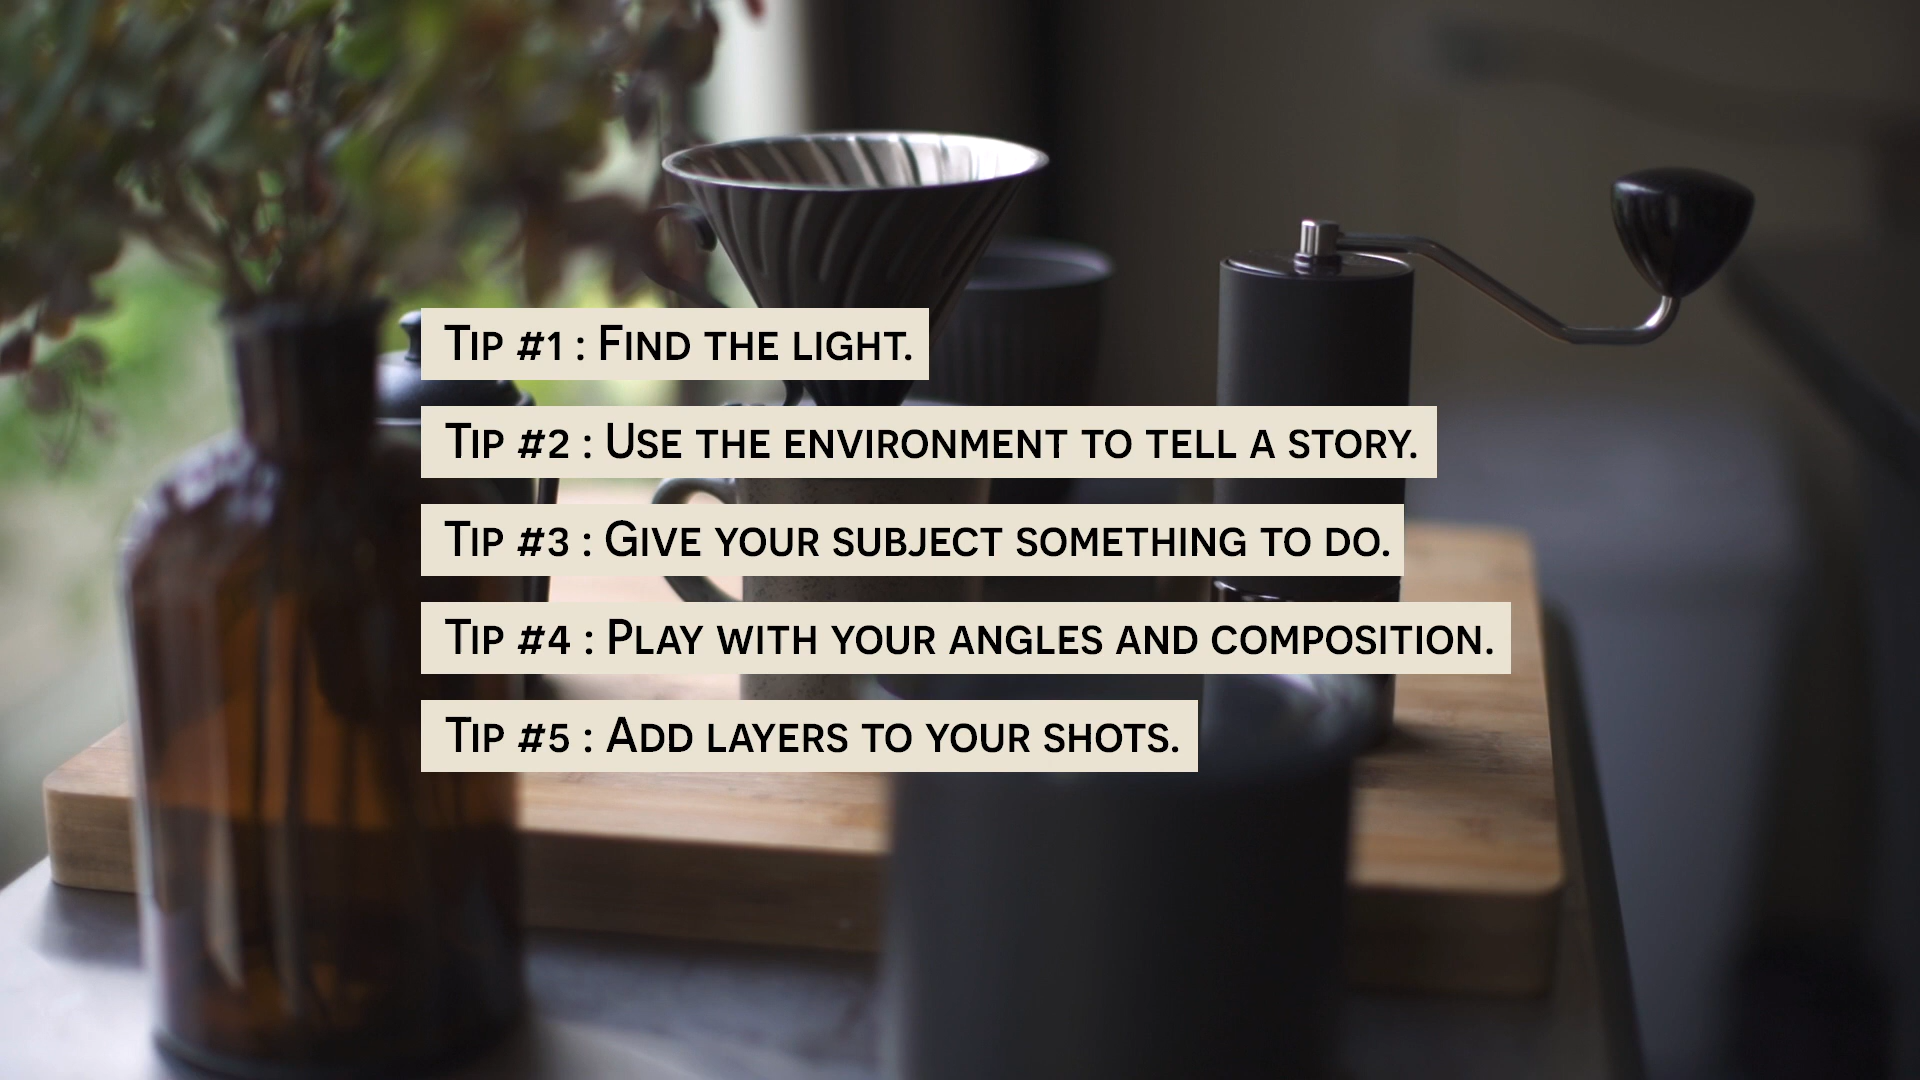 Tip #1 : Find the light.
Tip #2 : Use the environment to tell a story.
Tip #3 : Give your subject something to do.
Tip #4 : Play with your angles and composition.
Tip #5 : Add layers to your shots.